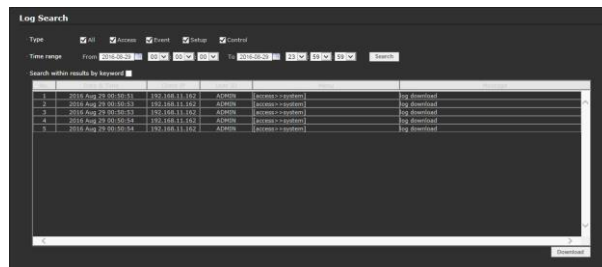 Log Search
Type All Access Event Setup Control
Time range From 2016-08-29 00 : 00 : 00 To 2016-08-29 23 : 59 : 59 Search
Search within results by keyword
1 2016 Aug 29 00:50:51 192.168.11.162 ADMIN [access>>system] log download
2 2016 Aug 29 00:50:53 192.168.11.162 ADMIN [access>>system] log download
3 2016 Aug 29 00:50:53 192.168.11.162 ADMIN [access>>system] log download
4 2016 Aug 29 00:50:54 192.168.11.162 ADMIN [access>>system] log download
5 2016 Aug 29 00:50:54 192.168.11.162 ADMIN [access>>system] log download
Download